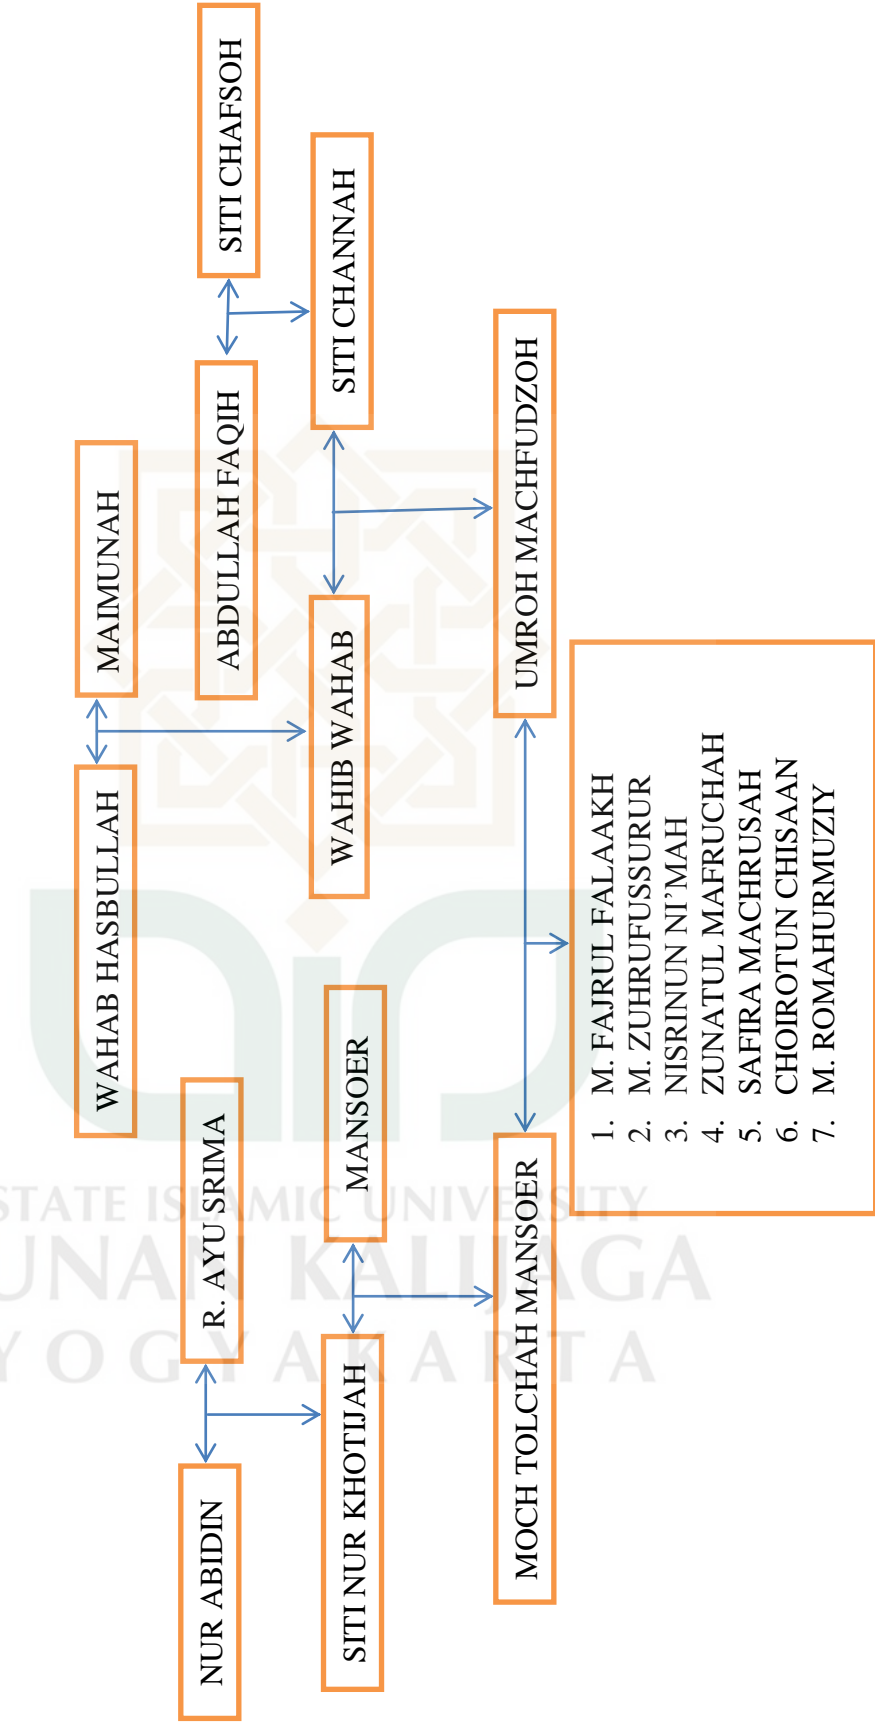 WAHAB HASBULLAH
MAIMUNAH
NUR ABIDIN
R. AYU SRIMA
ABDULLAH FAQIH
SITI CHAFSOH
SITI NUR KHOTIJAH
MANSOER
WAHIB WAHAB
SITI CHANNAH
MOCH TOLCHAH MANSOER
UMROH MACHFUDZOH
1. M. FAJRUL FALAAKH
2. M. ZUHRUFUSSURUR
3. NISRINUN NI'MAH
4. ZUNATUL MAFRUCHAH
5. SAFIRA MACHRUSAH
6. CHOIROTUN CHISAAN
7. M. ROMAHURMUZIY
STATE ISLAMIC UNIVERSITY
UNAN KALIJAGA
YOGYAKARTA